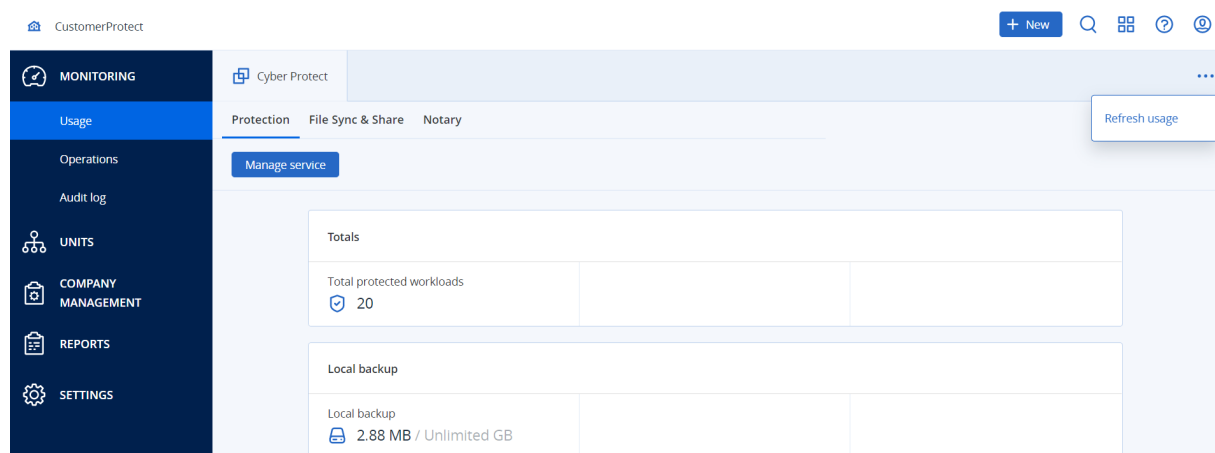 CustomerProtect
+ New
MONITORING
Usage
Operations
Audit log
UNITS
COMPANY
MANAGEMENT
REPORTS
SETTINGS
Cyber Protect
Refresh usage
Protection File Sync & Share Notary
Manage service
Totals
Total protected workloads
20
Local backup
Local backup
2.88 MB / Unlimited GB